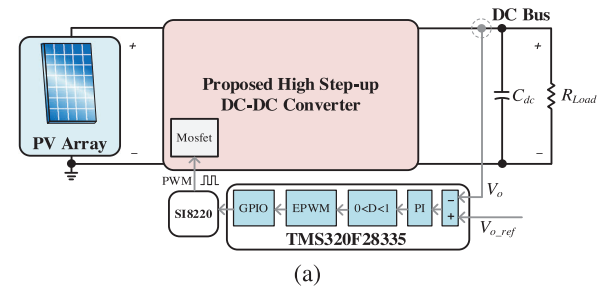 DC Bus
+
+
Proposed High Step-up
DC-DC Converter
C_dc
R_Load
PV Array
Mosfet
−
−
PWM
V_o
SI8220
GPIO
EPWM
0<D<1
PI
−
+
V_o_ref
TMS320F28335
(a)